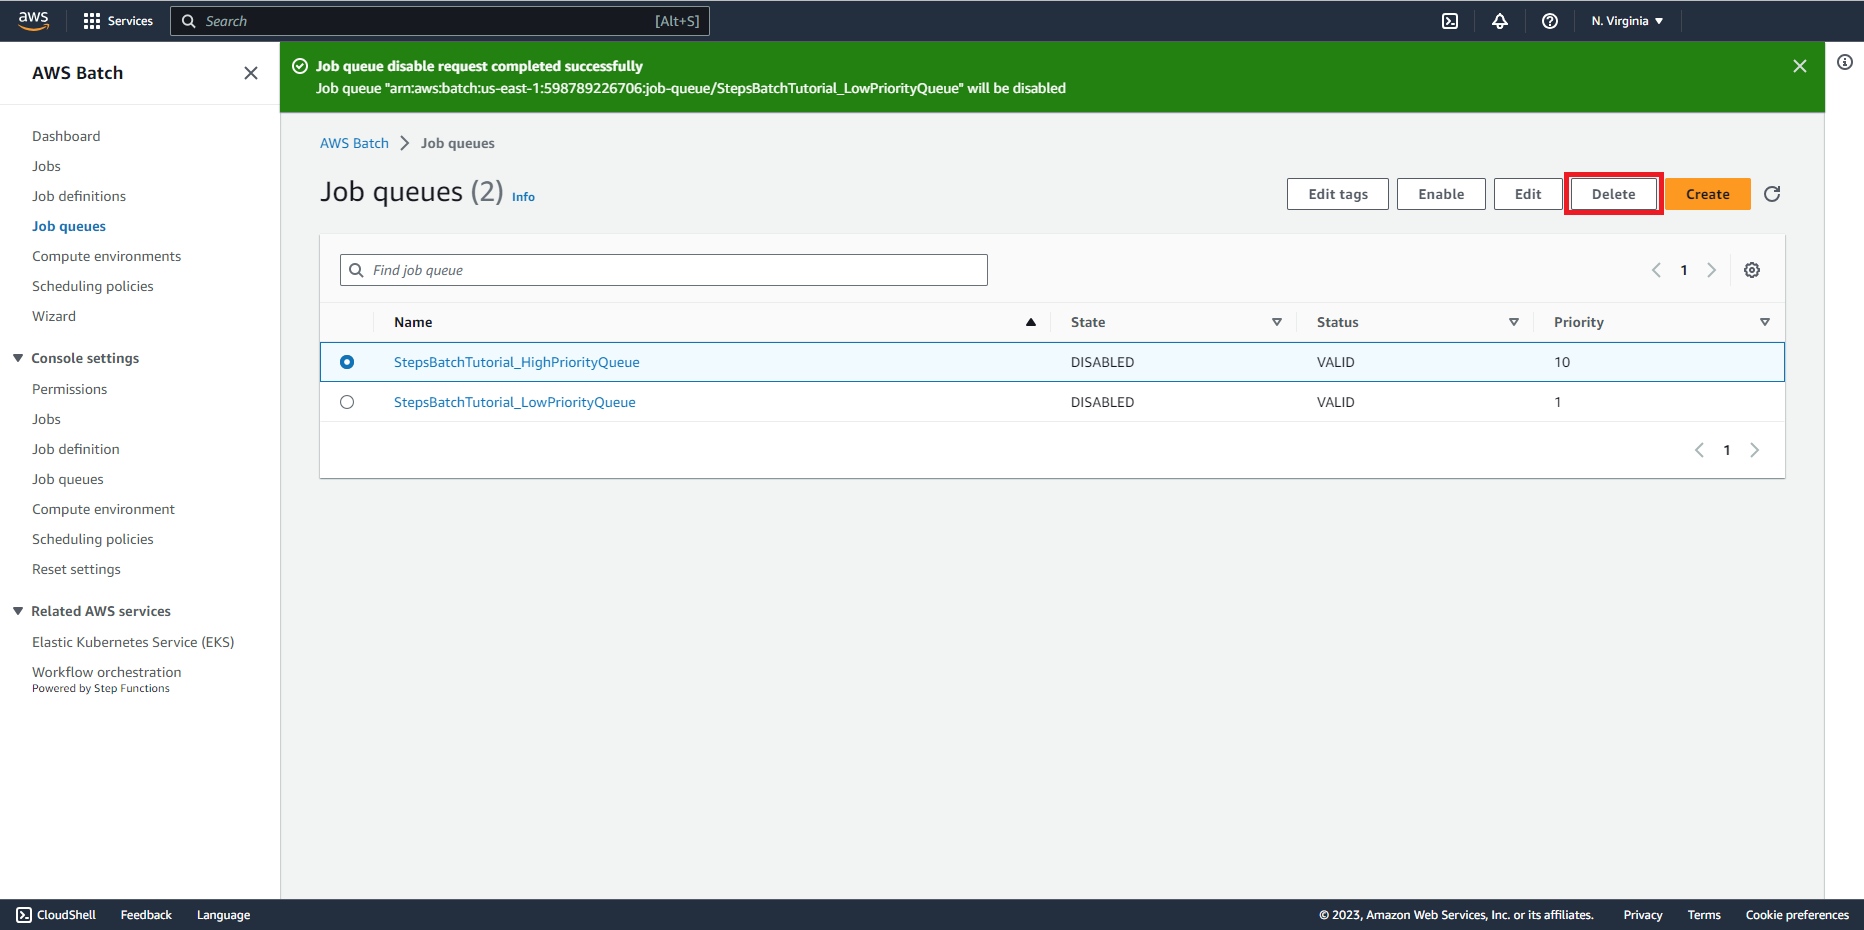 aws
Services
Search
[Alt+S]
N. Virginia
AWS Batch
Dashboard
Jobs
Job definitions
Job queues
Compute environments
Scheduling policies
Wizard
Console settings
Permissions
Jobs
Job definition
Job queues
Compute environment
Scheduling policies
Reset settings
Related AWS services
Elastic Kubernetes Service (EKS)
Workflow orchestration
Powered by Step Functions
Job queue disable request completed successfully
Job queue "arn:aws:batch:us-east-1:598789226706:job-queue/StepsBatchTutorial_LowPriorityQueue" will be disabled
AWS Batch > Job queues
Job queues (2) Info
Edit tags
Enable
Edit
Delete
Create
Find job queue
1
Name State Status Priority
StepsBatchTutorial_HighPriorityQueue DISABLED VALID 10
StepsBatchTutorial_LowPriorityQueue DISABLED VALID 1
1
CloudShell Feedback Language
© 2023, Amazon Web Services, Inc. or its affiliates. Privacy Terms Cookie preferences